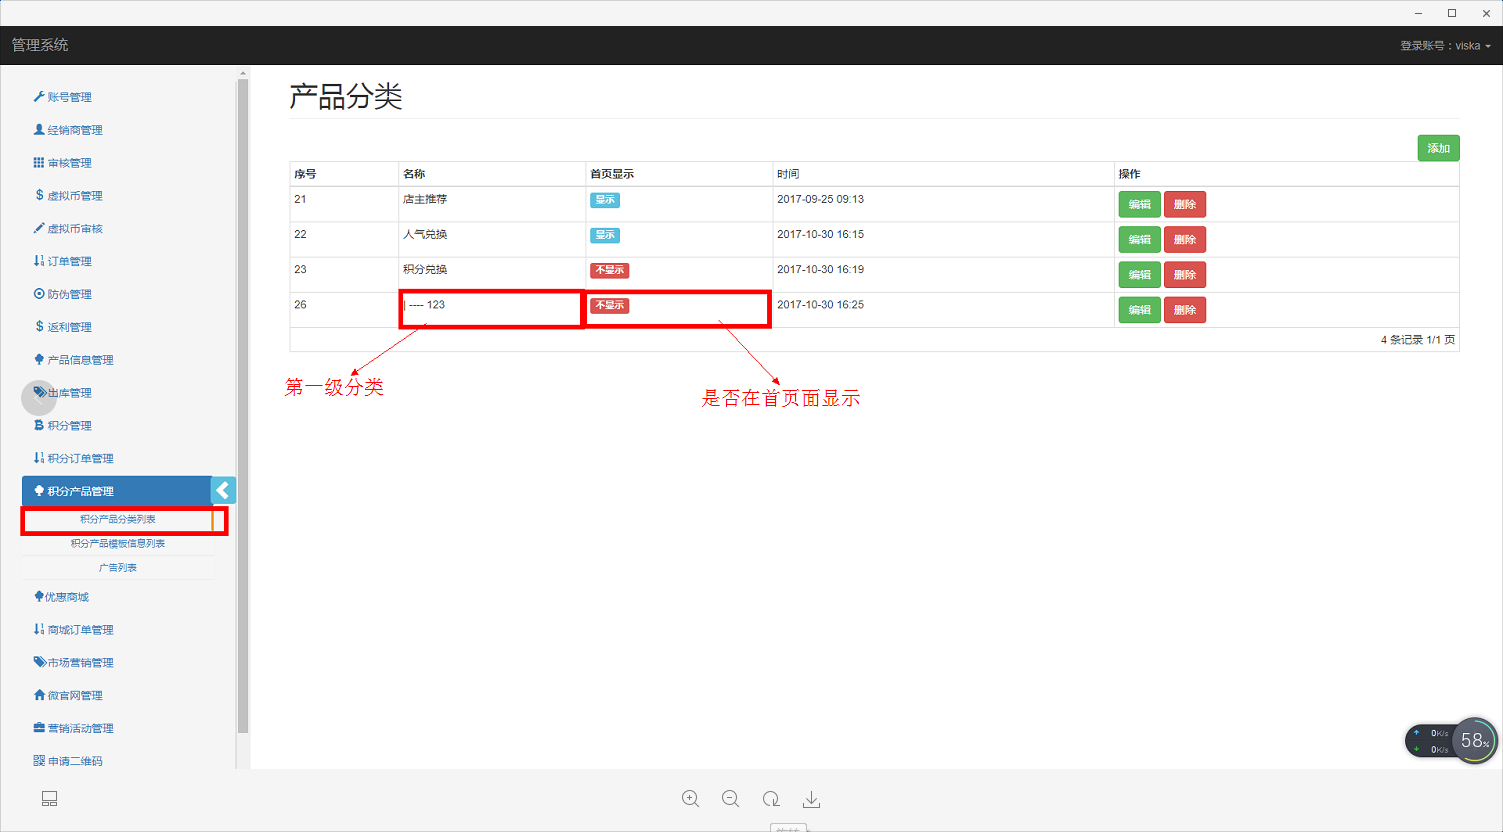 管理系统
登录账号：viska
账号管理
经销商管理
审核管理
虚拟币管理
虚拟币审核
订单管理
防伪管理
返利管理
产品信息管理
出库管理
积分管理
积分订单管理
积分产品管理
积分产品分类列表
积分产品模板信息列表
广告列表
优惠商城
商城订单管理
市场营销管理
微官网管理
营销活动管理
申请二维码
产品分类
添加
序号 名称 首页显示 时间 操作
21 店主推荐 显示 2017-09-25 09:13 编辑 删除
22 人气兑换 显示 2017-10-30 16:15 编辑 删除
23 积分兑换 不显示 2017-10-30 16:19 编辑 删除
26 | ---- 123 不显示 2017-10-30 16:25 编辑 删除
4 条记录 1/1 页
第一级分类
是否在首页面显示
0K/s
0K/s
58%